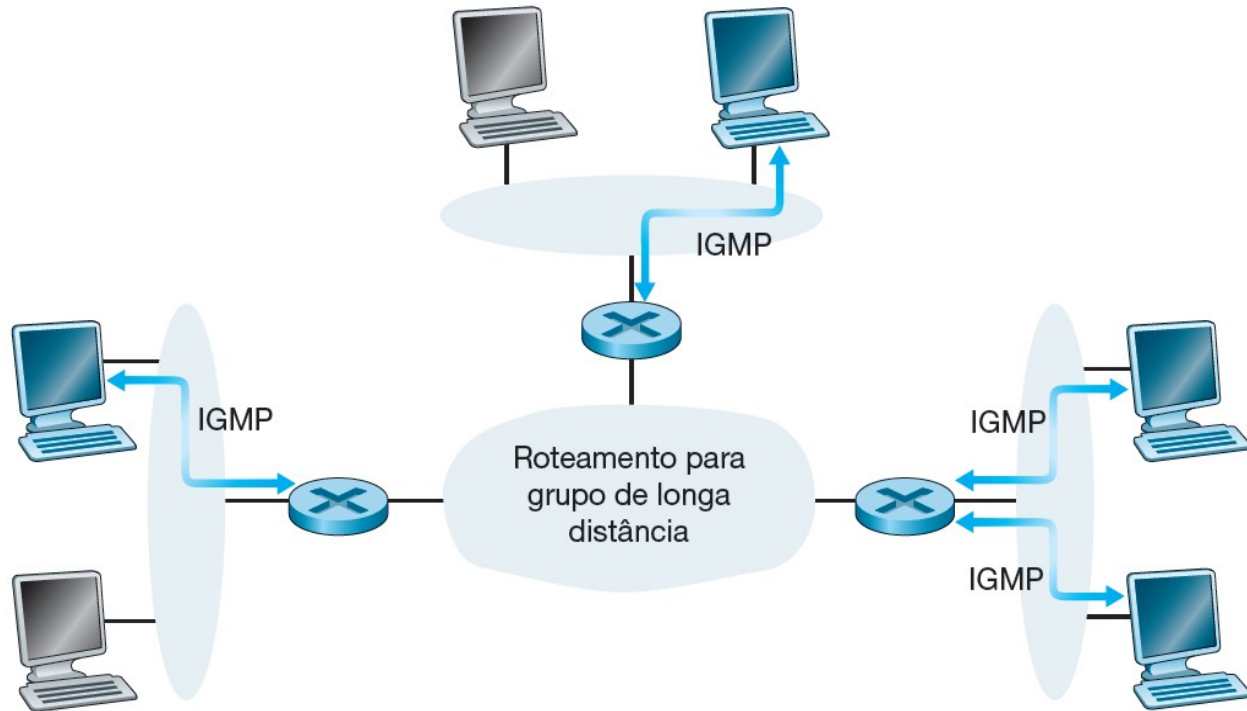 IGMP
IGMP
Roteamento para
grupo de longa
distância
IGMP
IGMP